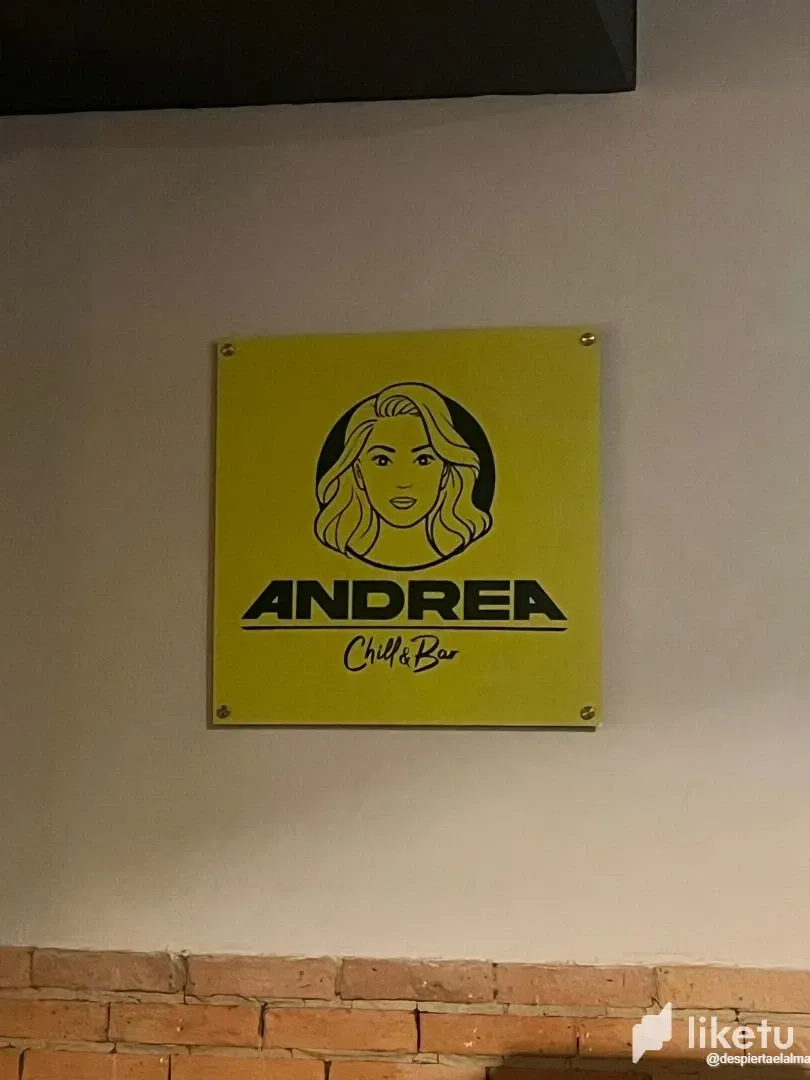 ANDREA
Chill & Bar
liketu
@despiertaelalma